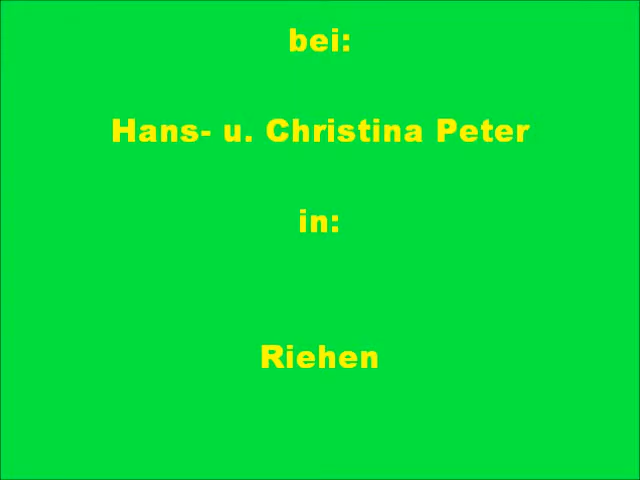 bei:
Hans- u. Christina Peter
in:
Riehen